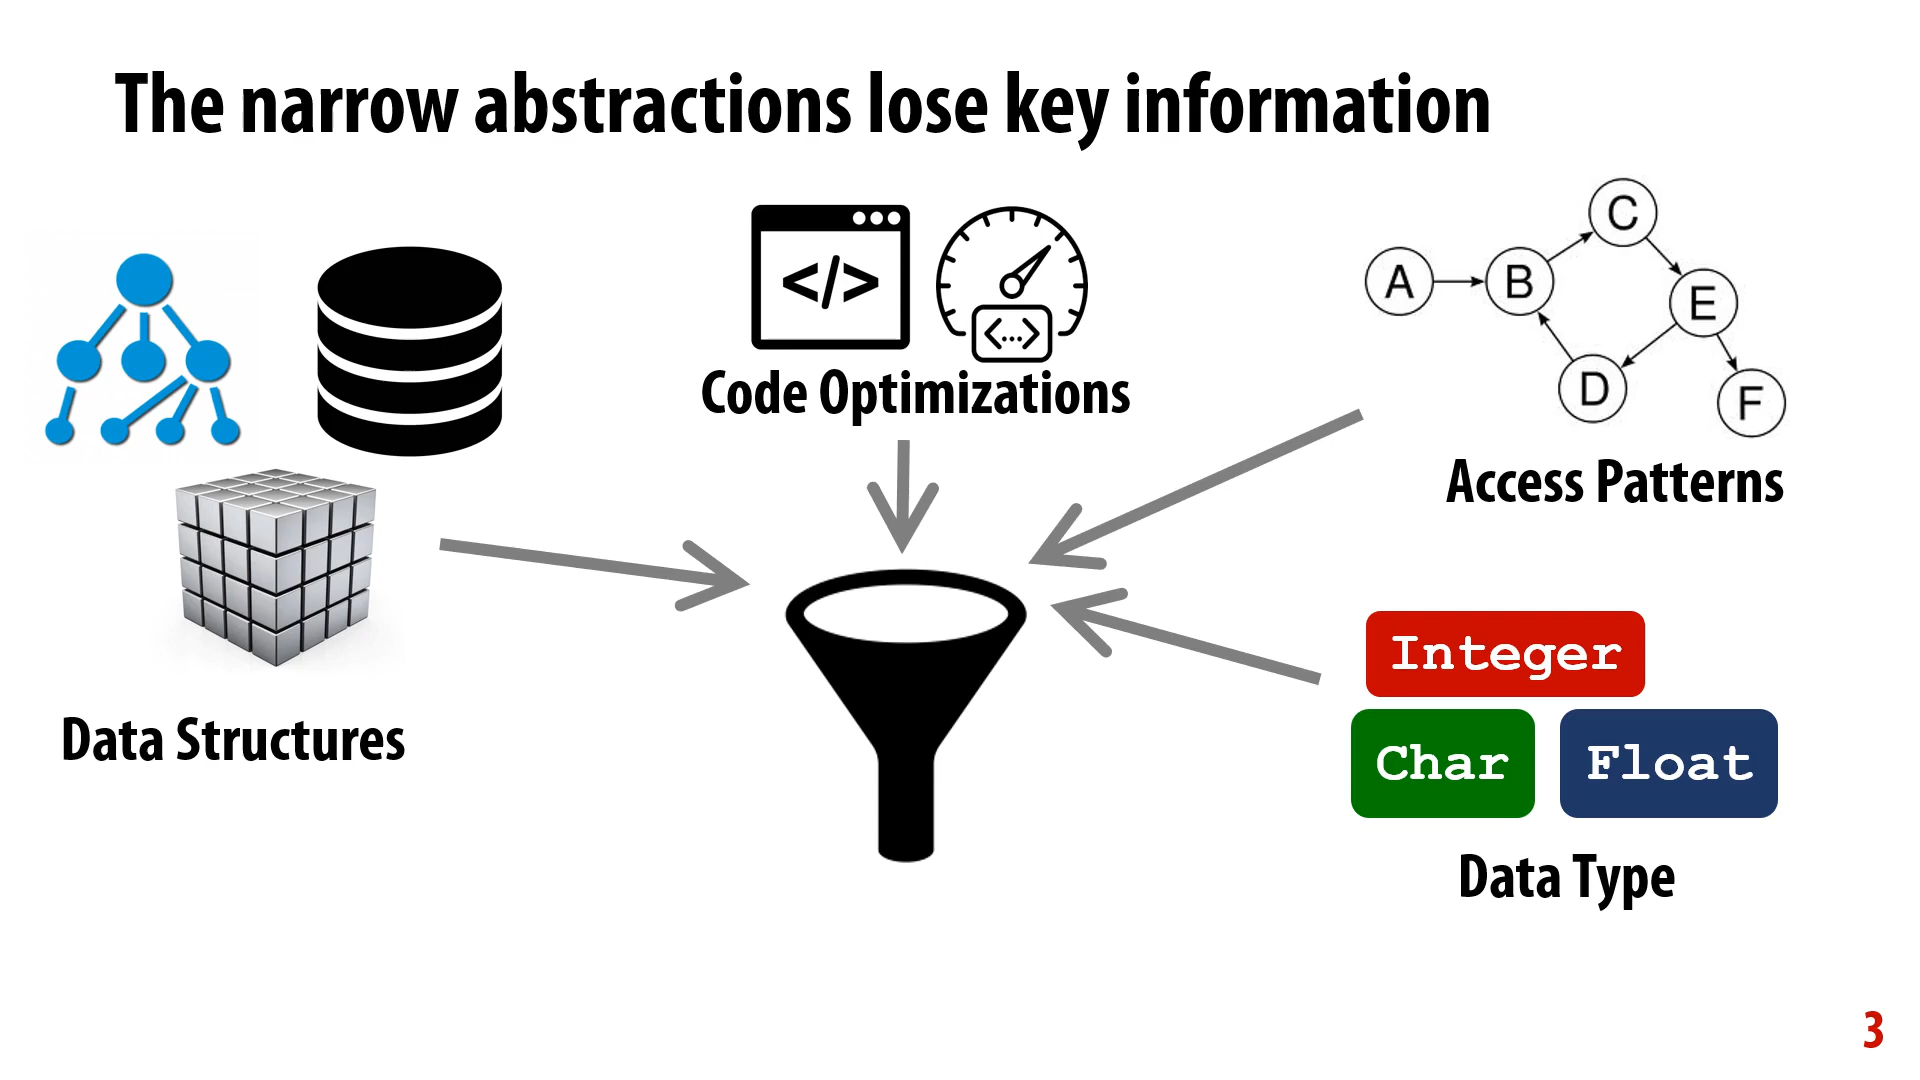 The narrow abstractions lose key information
</>
<...>
Code Optimizations
A
B
C
E
D
F
Access Patterns
Data Structures
Integer
Char
Float
Data Type
3